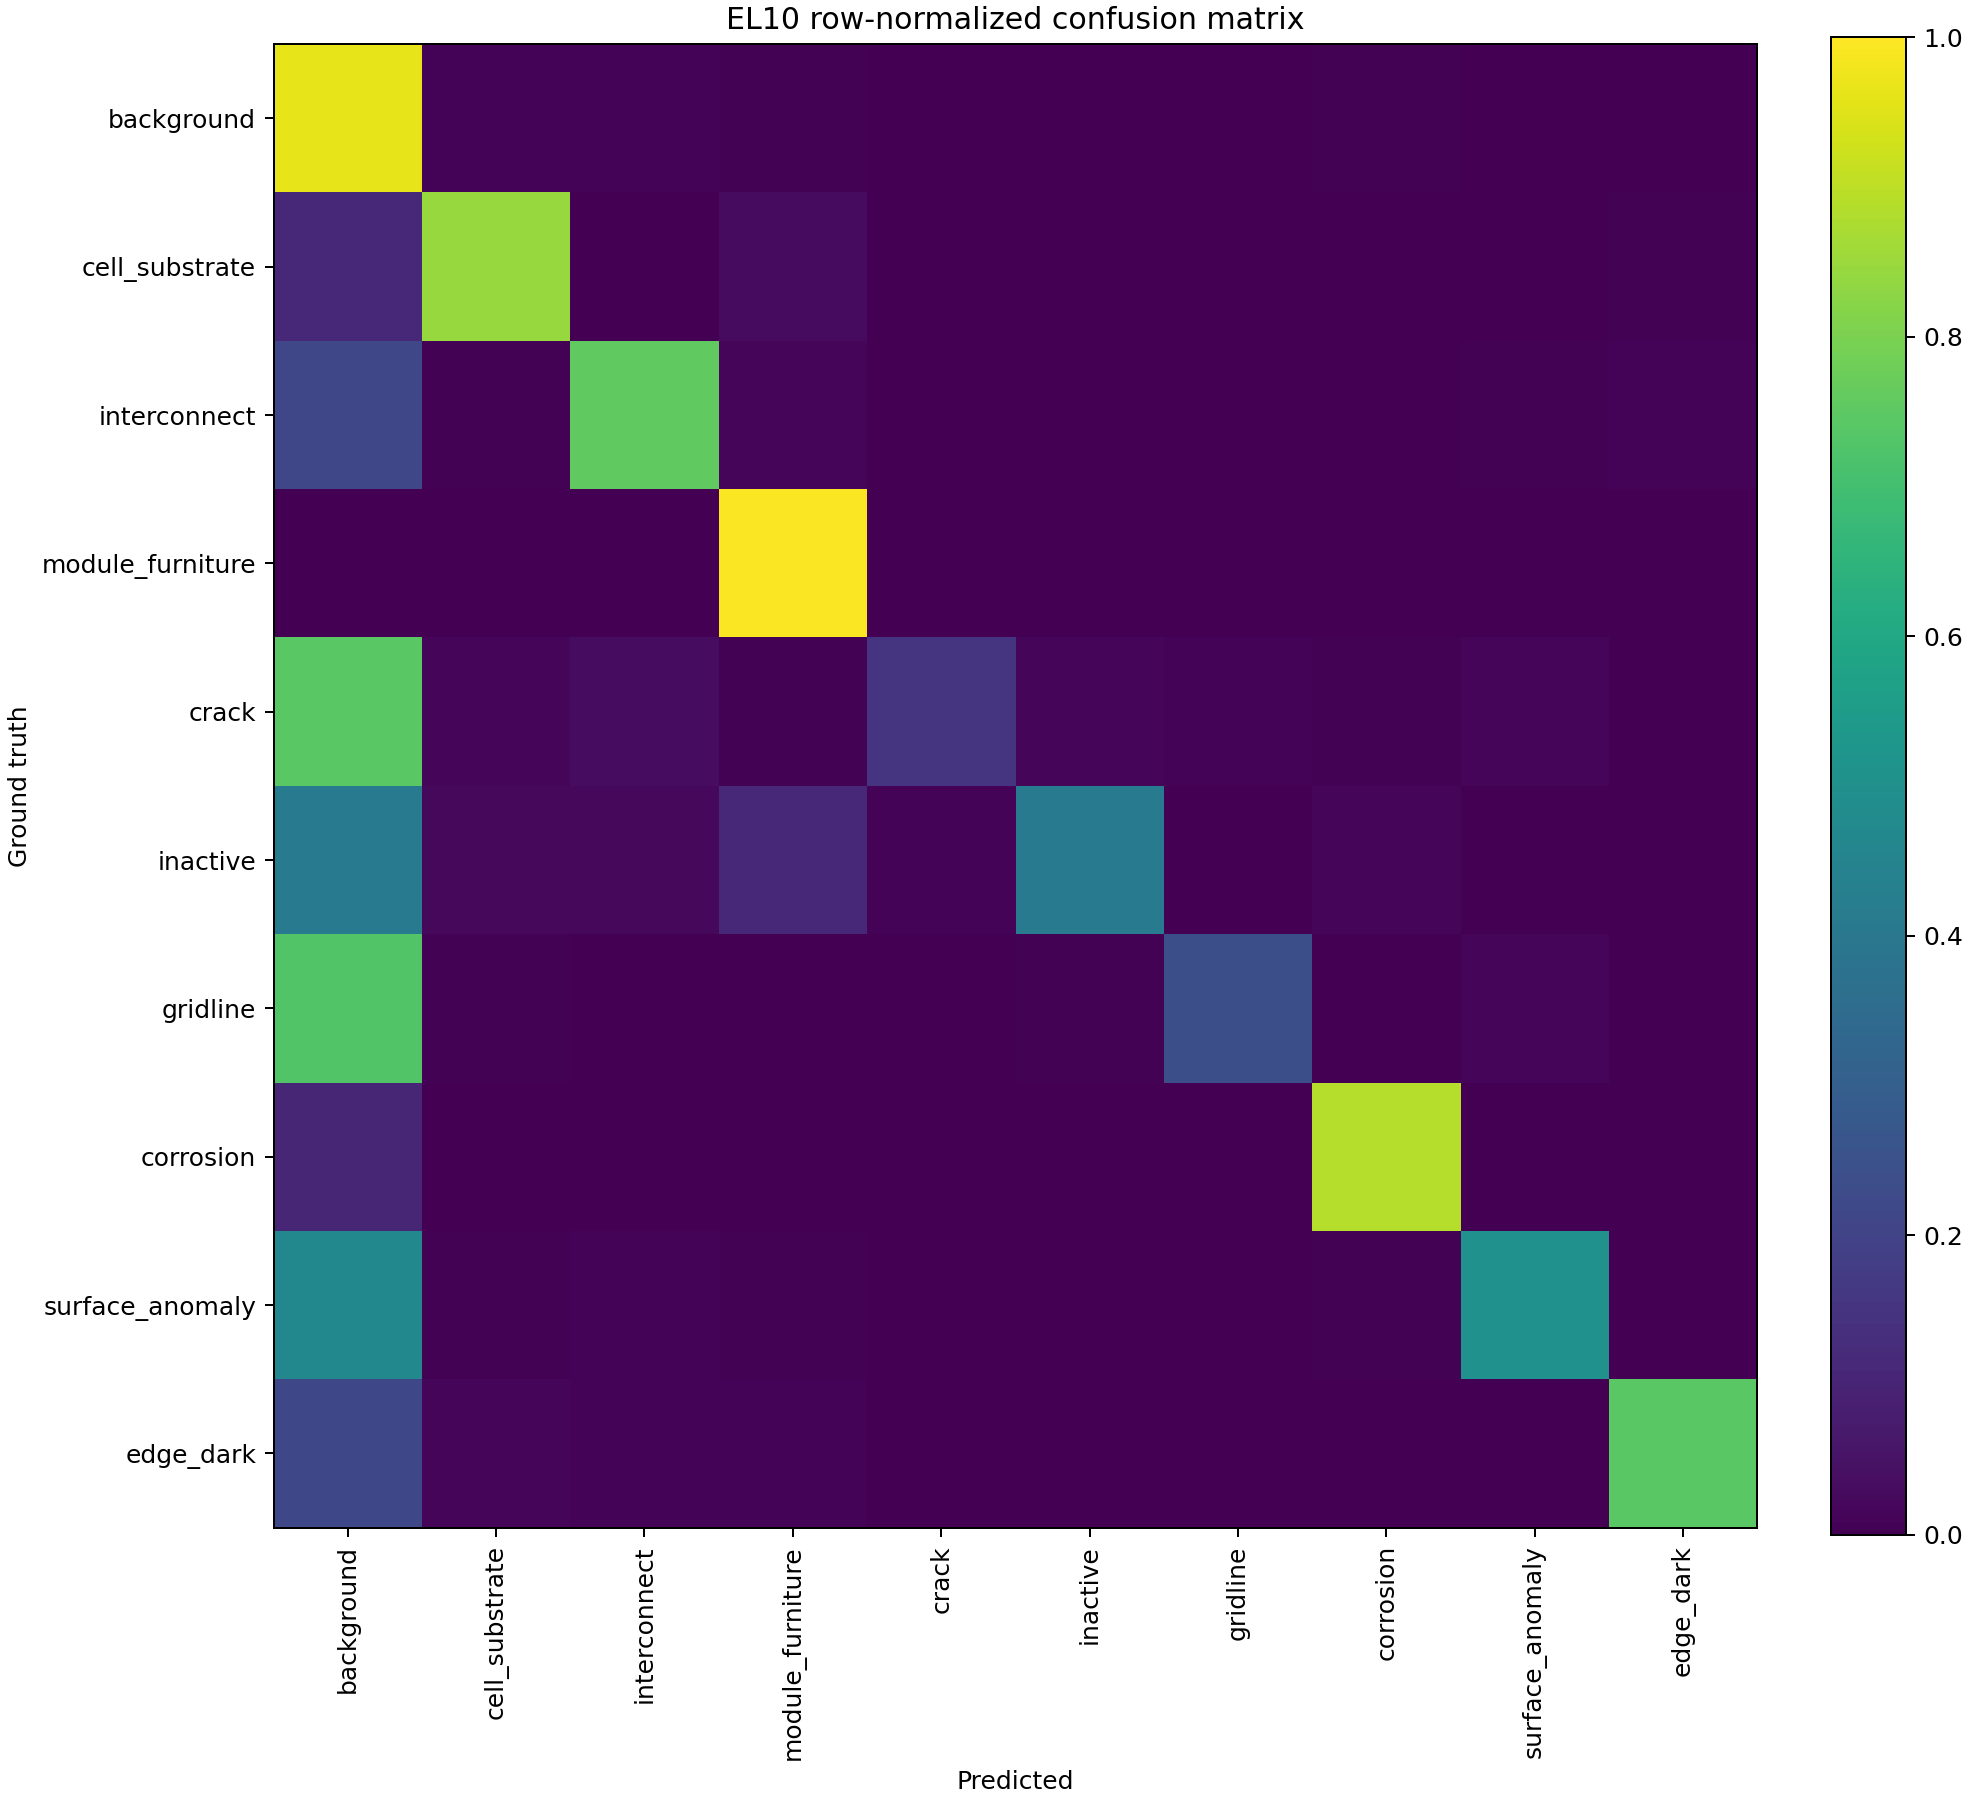 EL10 row-normalized confusion matrix
Ground truth
background
cell_substrate
interconnect
module_furniture
crack
inactive
gridline
corrosion
surface_anomaly
edge_dark
background
cell_substrate
interconnect
module_furniture
crack
inactive
gridline
corrosion
surface_anomaly
edge_dark
Predicted
1.0
0.8
0.6
0.4
0.2
0.0